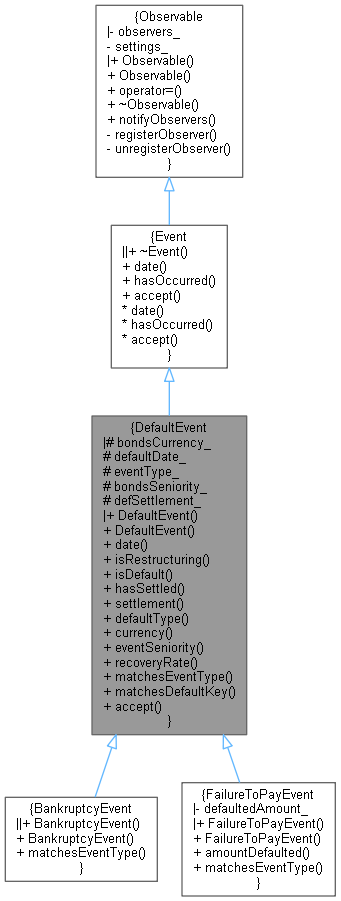 {Observable
|- observers_
- settings_
|+ Observable()
+ Observable()
+ operator=()
+ ~Observable()
+ notifyObservers()
- registerObserver()
- unregisterObserver()
}
{Event
||+ ~Event()
+ date()
+ hasOccurred()
+ accept()
* date()
* hasOccurred()
* accept()
}
{DefaultEvent
|# bondsCurrency_
# defaultDate_
# eventType_
# bondsSeniority_
# defSettlement_
|+ DefaultEvent()
+ DefaultEvent()
+ date()
+ isRestructuring()
+ isDefault()
+ hasSettled()
+ settlement()
+ defaultType()
+ currency()
+ eventSeniority()
+ recoveryRate()
+ matchesEventType()
+ matchesDefaultKey()
+ accept()
}
{BankruptcyEvent
||+ BankruptcyEvent()
+ BankruptcyEvent()
+ matchesEventType()
}
{FailureToPayEvent
|- defaultedAmount_
|+ FailureToPayEvent()
+ FailureToPayEvent()
+ amountDefaulted()
+ matchesEventType()
}